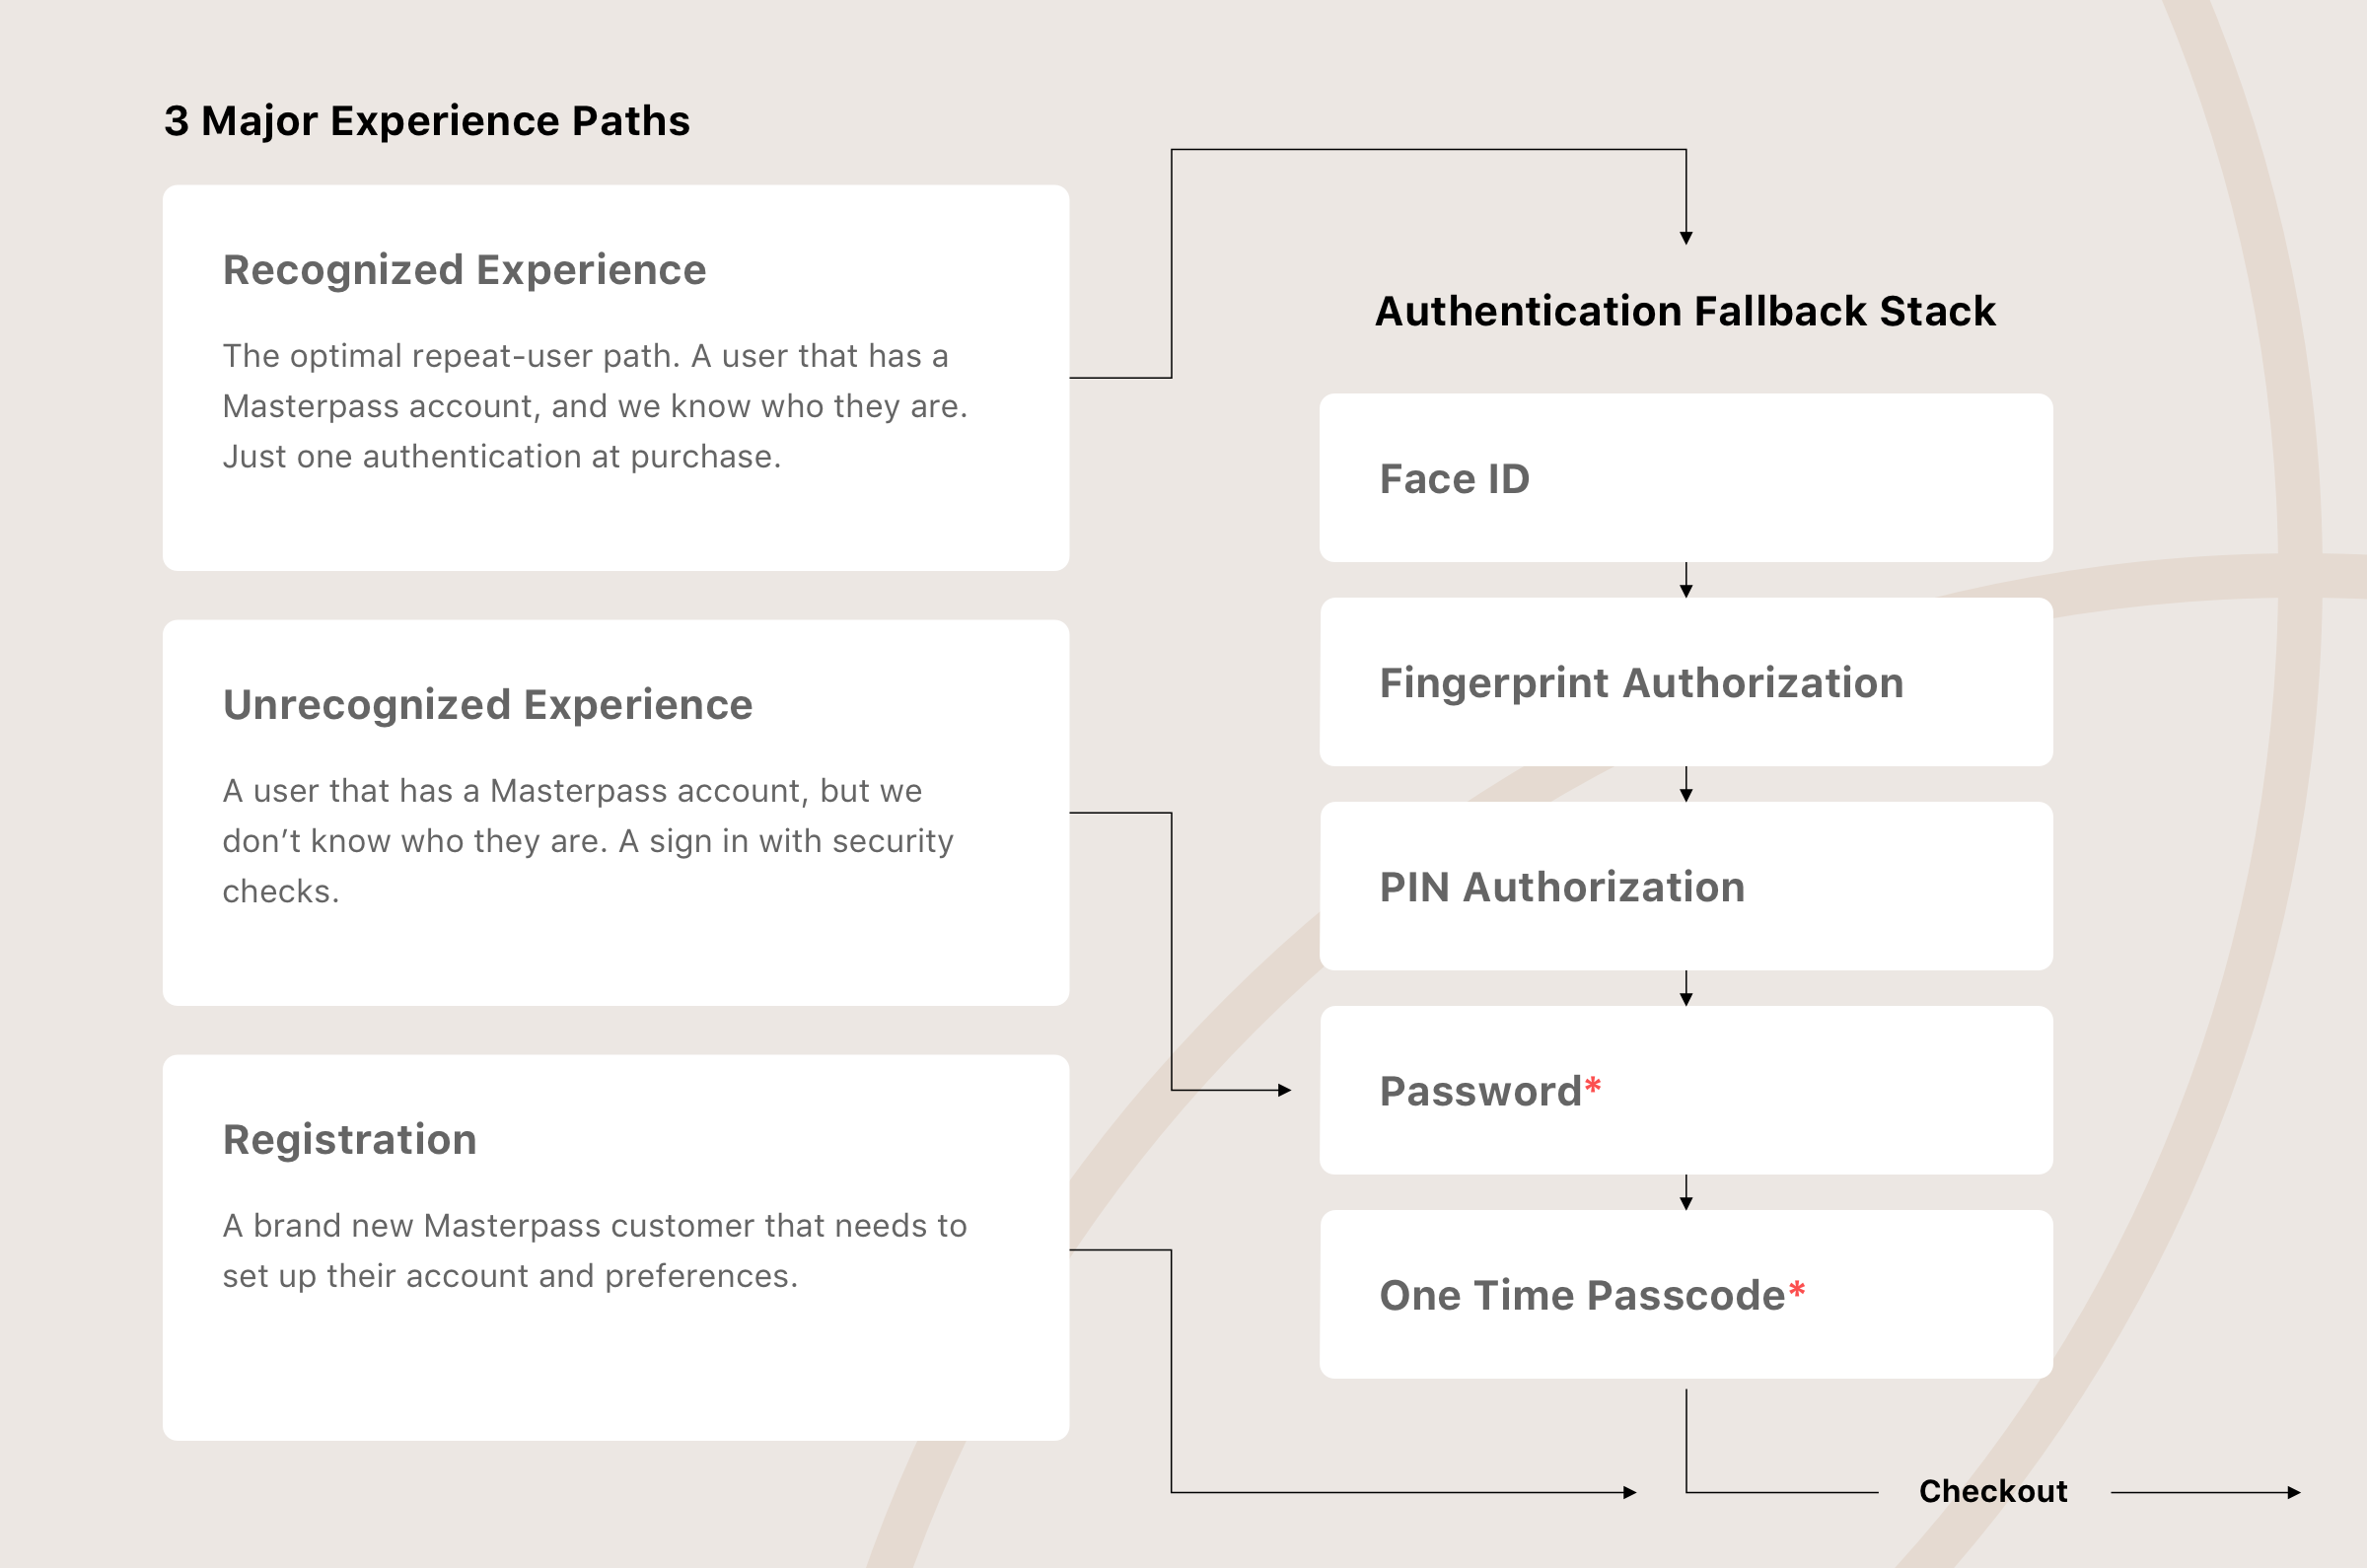 3 Major Experience Paths
Recognized Experience
The optimal repeat-user path. A user that has a
Masterpass account, and we know who they are.
Just one authentication at purchase.
Unrecognized Experience
A user that has a Masterpass account, but we
don’t know who they are. A sign in with security
checks.
Registration
A brand new Masterpass customer that needs to
set up their account and preferences.
Authentication Fallback Stack
Face ID
Fingerprint Authorization
PIN Authorization
Password*
One Time Passcode*
Checkout